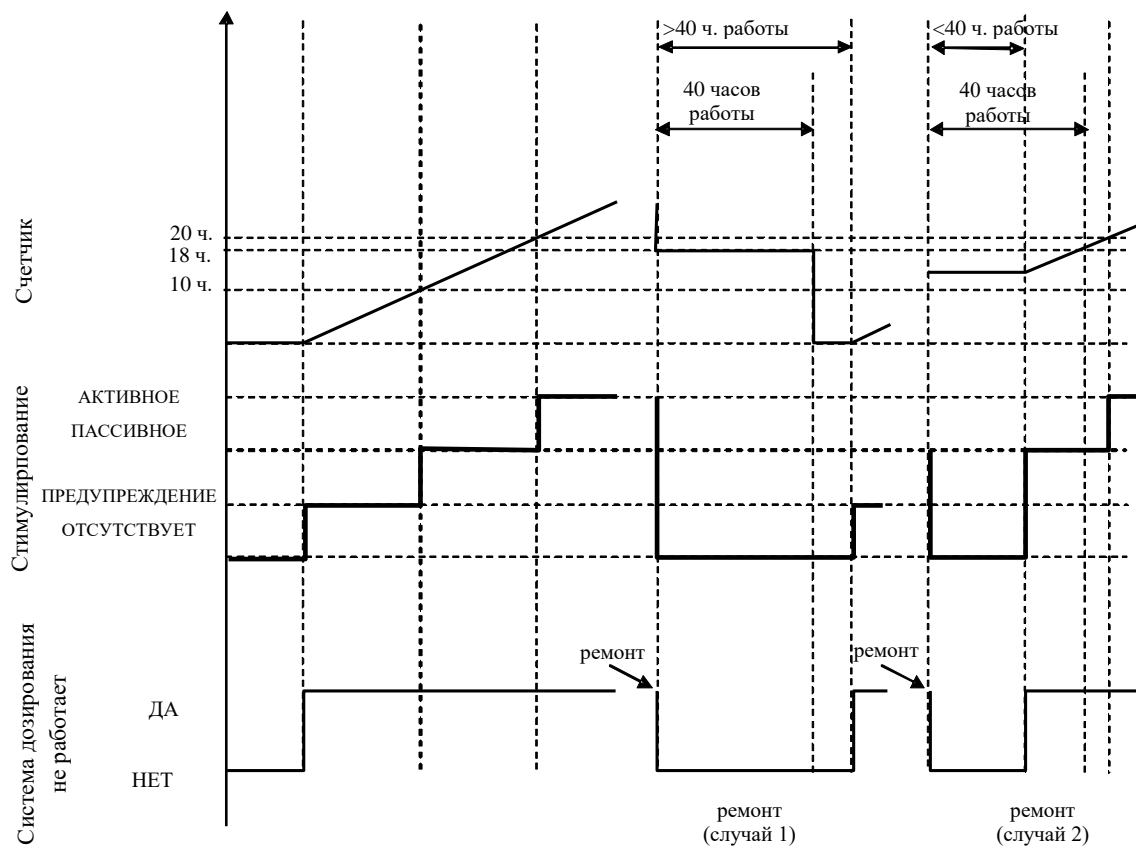 >40 ч. работы
<40 ч. работы
40 часов
работы
40 часов
работы
Счетчик
20 ч.
18 ч.
10 ч.
Стимулирпование
АКТИВНОЕ
ПАССИВНОЕ
ПРЕДУПРЕЖДЕНИЕ
ОТСУТСТВУЕТ
Система дозирования
не работает
ремонт
ремонт
ДА
НЕТ
ремонт
(случай 1)
ремонт
(случай 2)